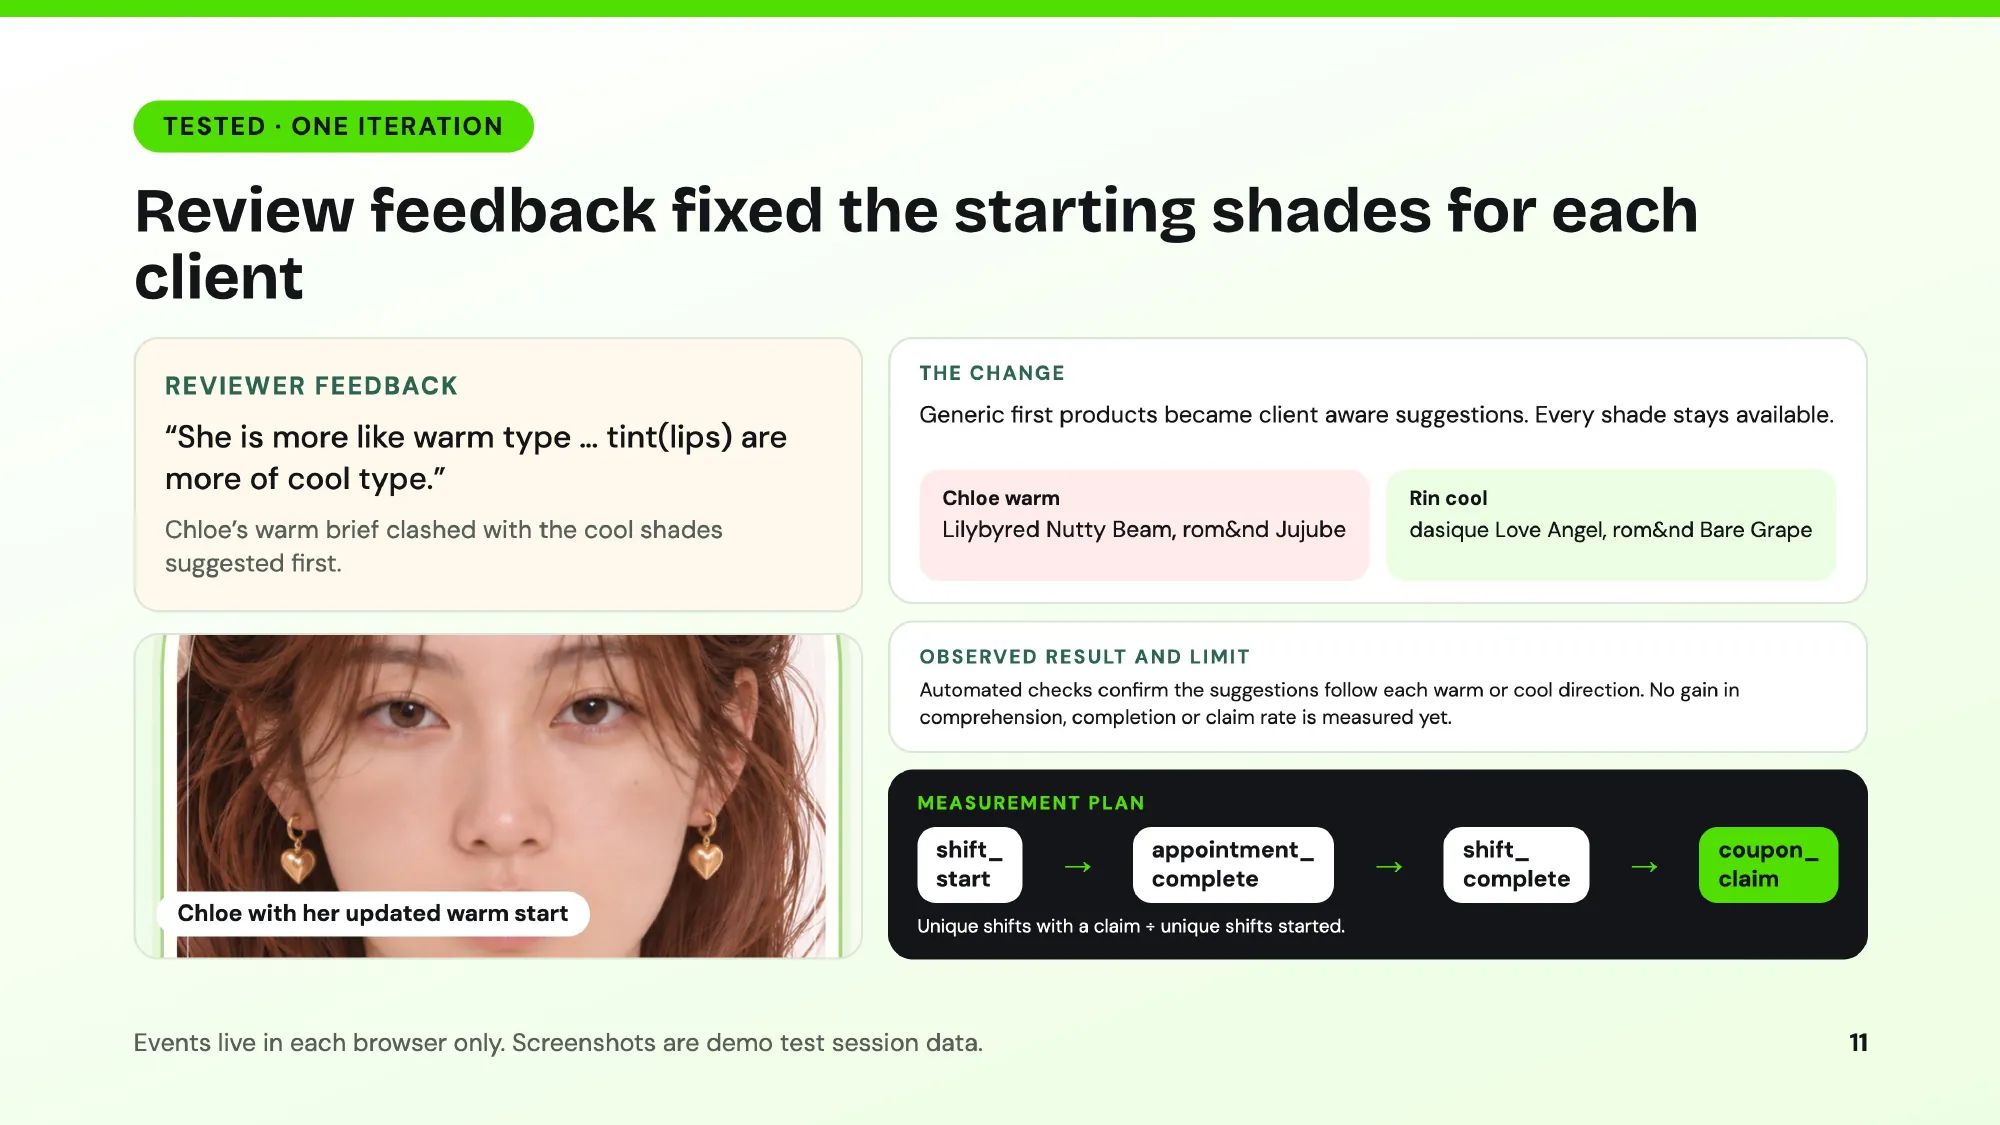 TESTED · ONE ITERATION
Review feedback fixed the starting shades for each
client
REVIEWER FEEDBACK
“She is more like warm type ... tint(lips) are
more of cool type.”
Chloe’s warm brief clashed with the cool shades
suggested first.
Chloe with her updated warm start
THE CHANGE
Generic first products became client aware suggestions. Every shade stays available.
Chloe warm
Lilybyred Nutty Beam, rom&nd Jujube
Rin cool
dasique Love Angel, rom&nd Bare Grape
OBSERVED RESULT AND LIMIT
Automated checks confirm the suggestions follow each warm or cool direction. No gain in
comprehension, completion or claim rate is measured yet.
MEASUREMENT PLAN
shift_
start
→
appointment_
complete
→
shift_
complete
→
coupon_
claim
Unique shifts with a claim ÷ unique shifts started.
Events live in each browser only. Screenshots are demo test session data.
11